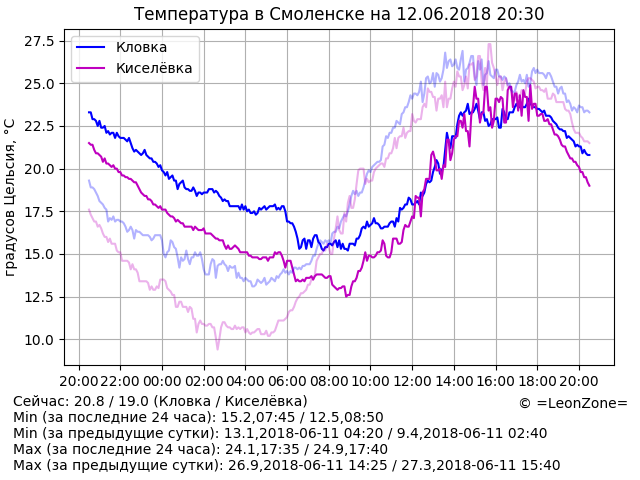 Температура в Смоленске на 12.06.2018 20:30
27.5
25.0
22.5
20.0
17.5
15.0
12.5
10.0
градусов Цельсия, °C
Кловка
Киселёвка
20:00 22:00 00:00 02:00 04:00 06:00 08:00 10:00 12:00 14:00 16:00 18:00 20:00
Сейчас: 20.8 / 19.0 (Кловка / Киселёвка)
© =LeonZone=
Min (за последние 24 часа): 15.2,07:45 / 12.5,08:50
Min (за предыдущие сутки): 13.1,2018-06-11 04:20 / 9.4,2018-06-11 02:40
Max (за последние 24 часа): 24.1,17:35 / 24.9,17:40
Max (за предыдущие сутки): 26.9,2018-06-11 14:25 / 27.3,2018-06-11 15:40